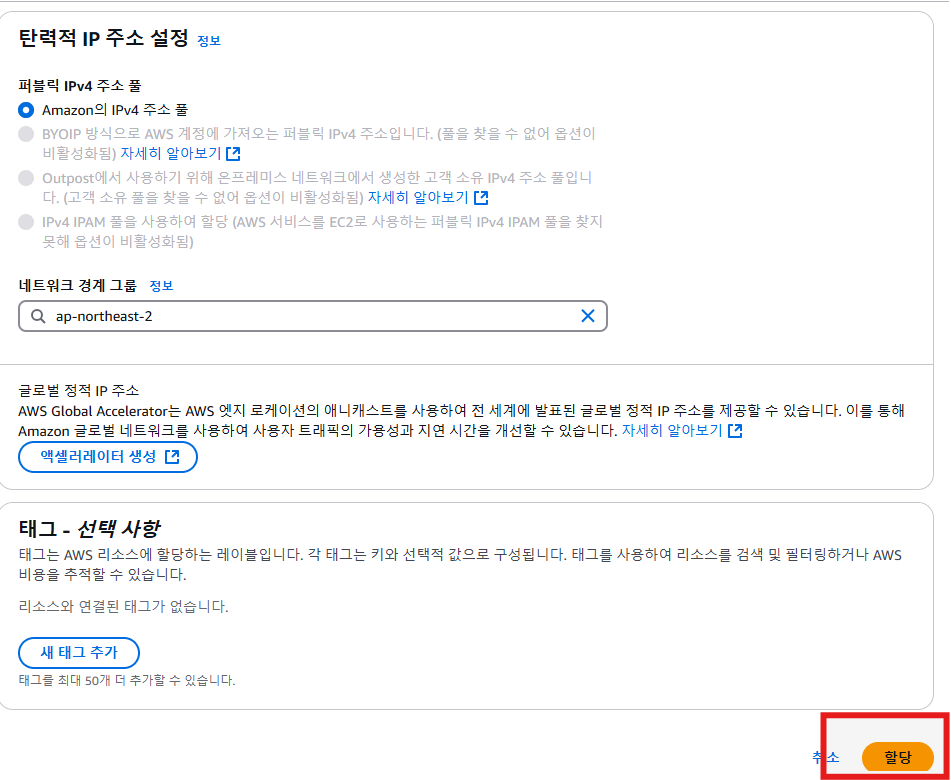 탄력적 IP 주소 설정 정보
퍼블릭 IPv4 주소 풀
Amazon의 IPv4 주소 풀
BYOIP 방식으로 AWS 계정에 가져오는 퍼블릭 IPv4 주소입니다. (풀을 찾을 수 없어 옵션이
비활성화됨) 자세히 알아보기
Outpost에서 사용하기 위해 온프레미스 네트워크에서 생성한 고객 소유 IPv4 주소 풀입니
다. (고객 소유 풀을 찾을 수 없어 옵션이 비활성화됨) 자세히 알아보기
IPv4 IPAM 풀을 사용하여 할당 (AWS 서비스를 EC2로 사용하는 퍼블릭 IPv4 IPAM 풀을 찾지
못해 옵션이 비활성화됨)
네트워크 경계 그룹 정보
ap-northeast-2
글로벌 정적 IP 주소
AWS Global Accelerator는 AWS 엣지 로케이션의 애니캐스트를 사용하여 전 세계에 발표된 글로벌 정적 IP 주소를 제공할 수 있습니다. 이를 통해
Amazon 글로벌 네트워크를 사용하여 사용자 트래픽의 가용성과 지연 시간을 개선할 수 있습니다. 자세히 알아보기
액셀러레이터 생성
태그 - 선택 사항
태그는 AWS 리소스에 할당하는 레이블입니다. 각 태그는 키와 선택적 값으로 구성됩니다. 태그를 사용하여 리소스를 검색 및 필터링하거나 AWS
비용을 추적할 수 있습니다.
리소스와 연결된 태그가 없습니다.
새 태그 추가
태그를 최대 50개 더 추가할 수 있습니다.
취소 할당